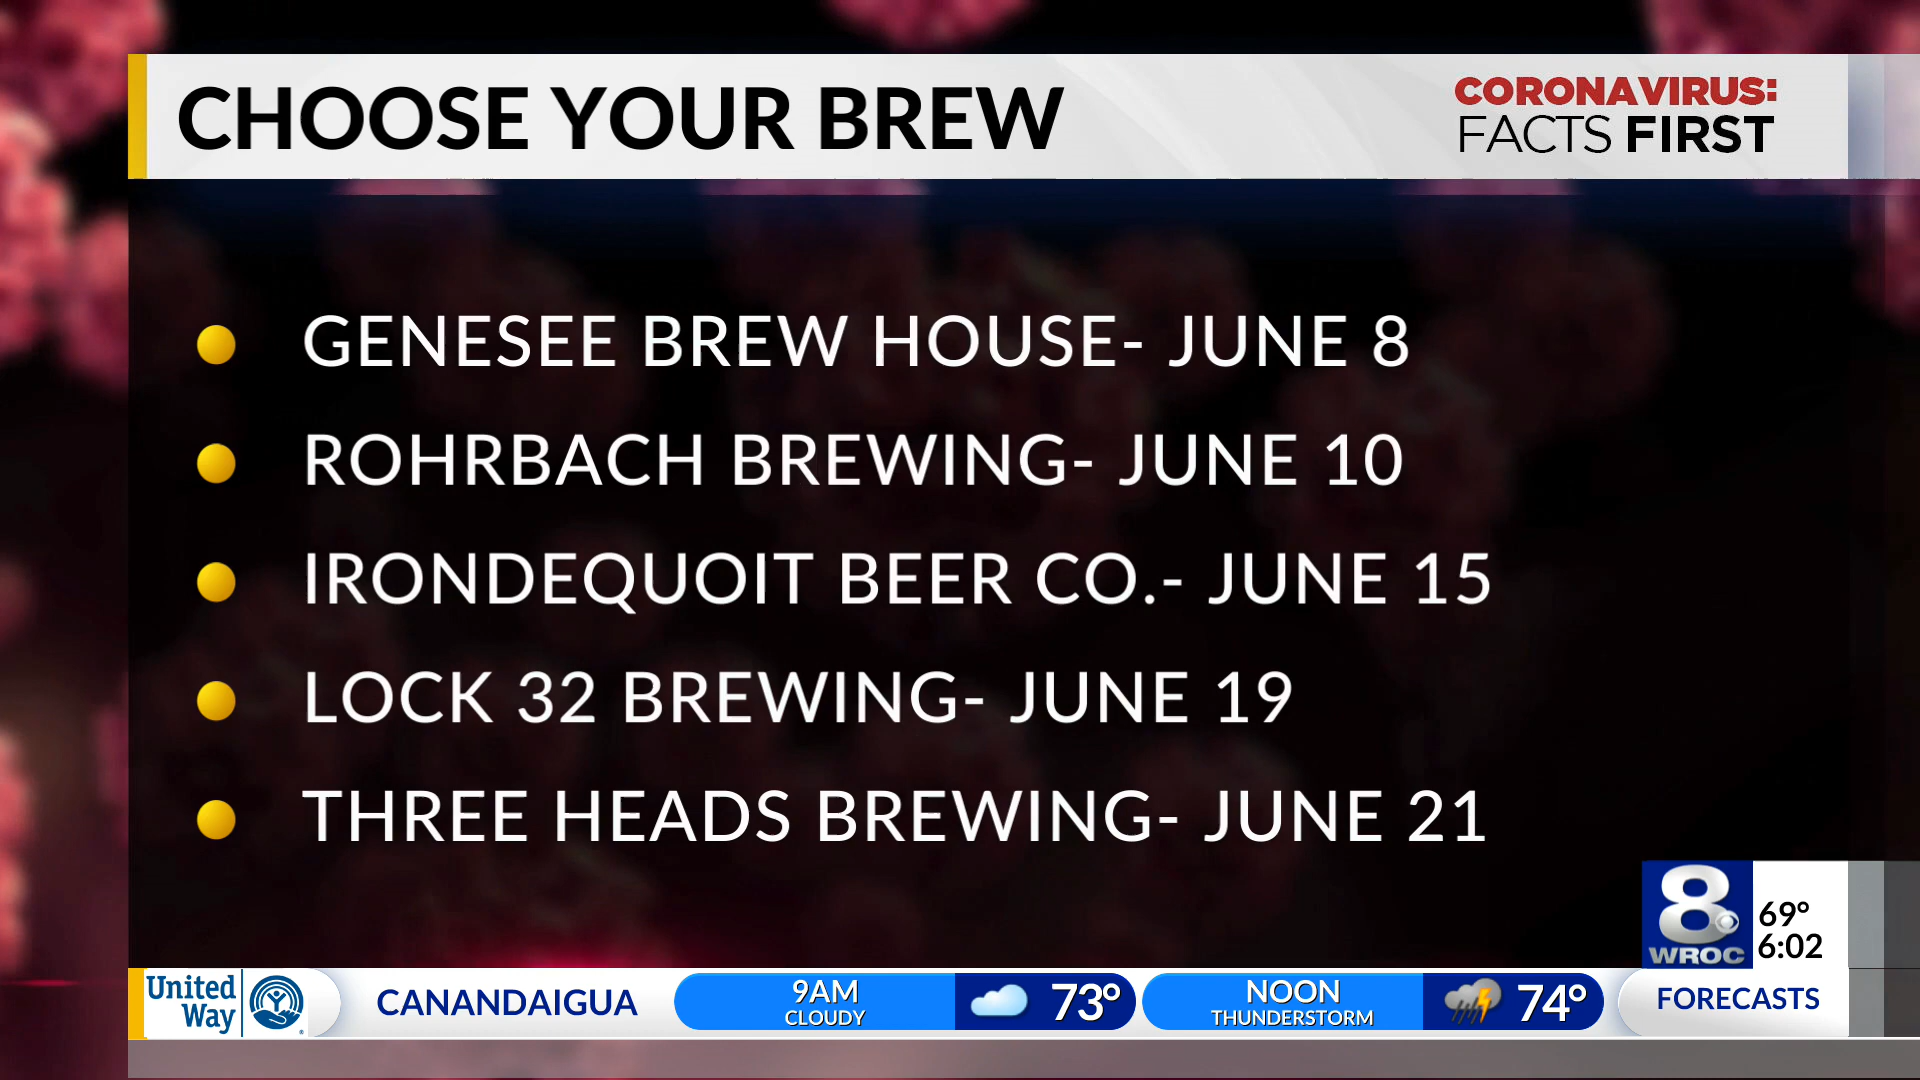 CHOOSE YOUR BREW
CORONAVIRUS:
FACTS FIRST
GENESEE BREW HOUSE- JUNE 8
ROHRBACH BREWING- JUNE 10
IRONDEQUOIT BEER CO.- JUNE 15
LOCK 32 BREWING- JUNE 19
THREE HEADS BREWING- JUNE 21
8
WROC
69°
6:02
United
Way
CANANDAIGUA
9AM
CLOUDY
73°
NOON
THUNDERSTORM
74°
FORECASTS